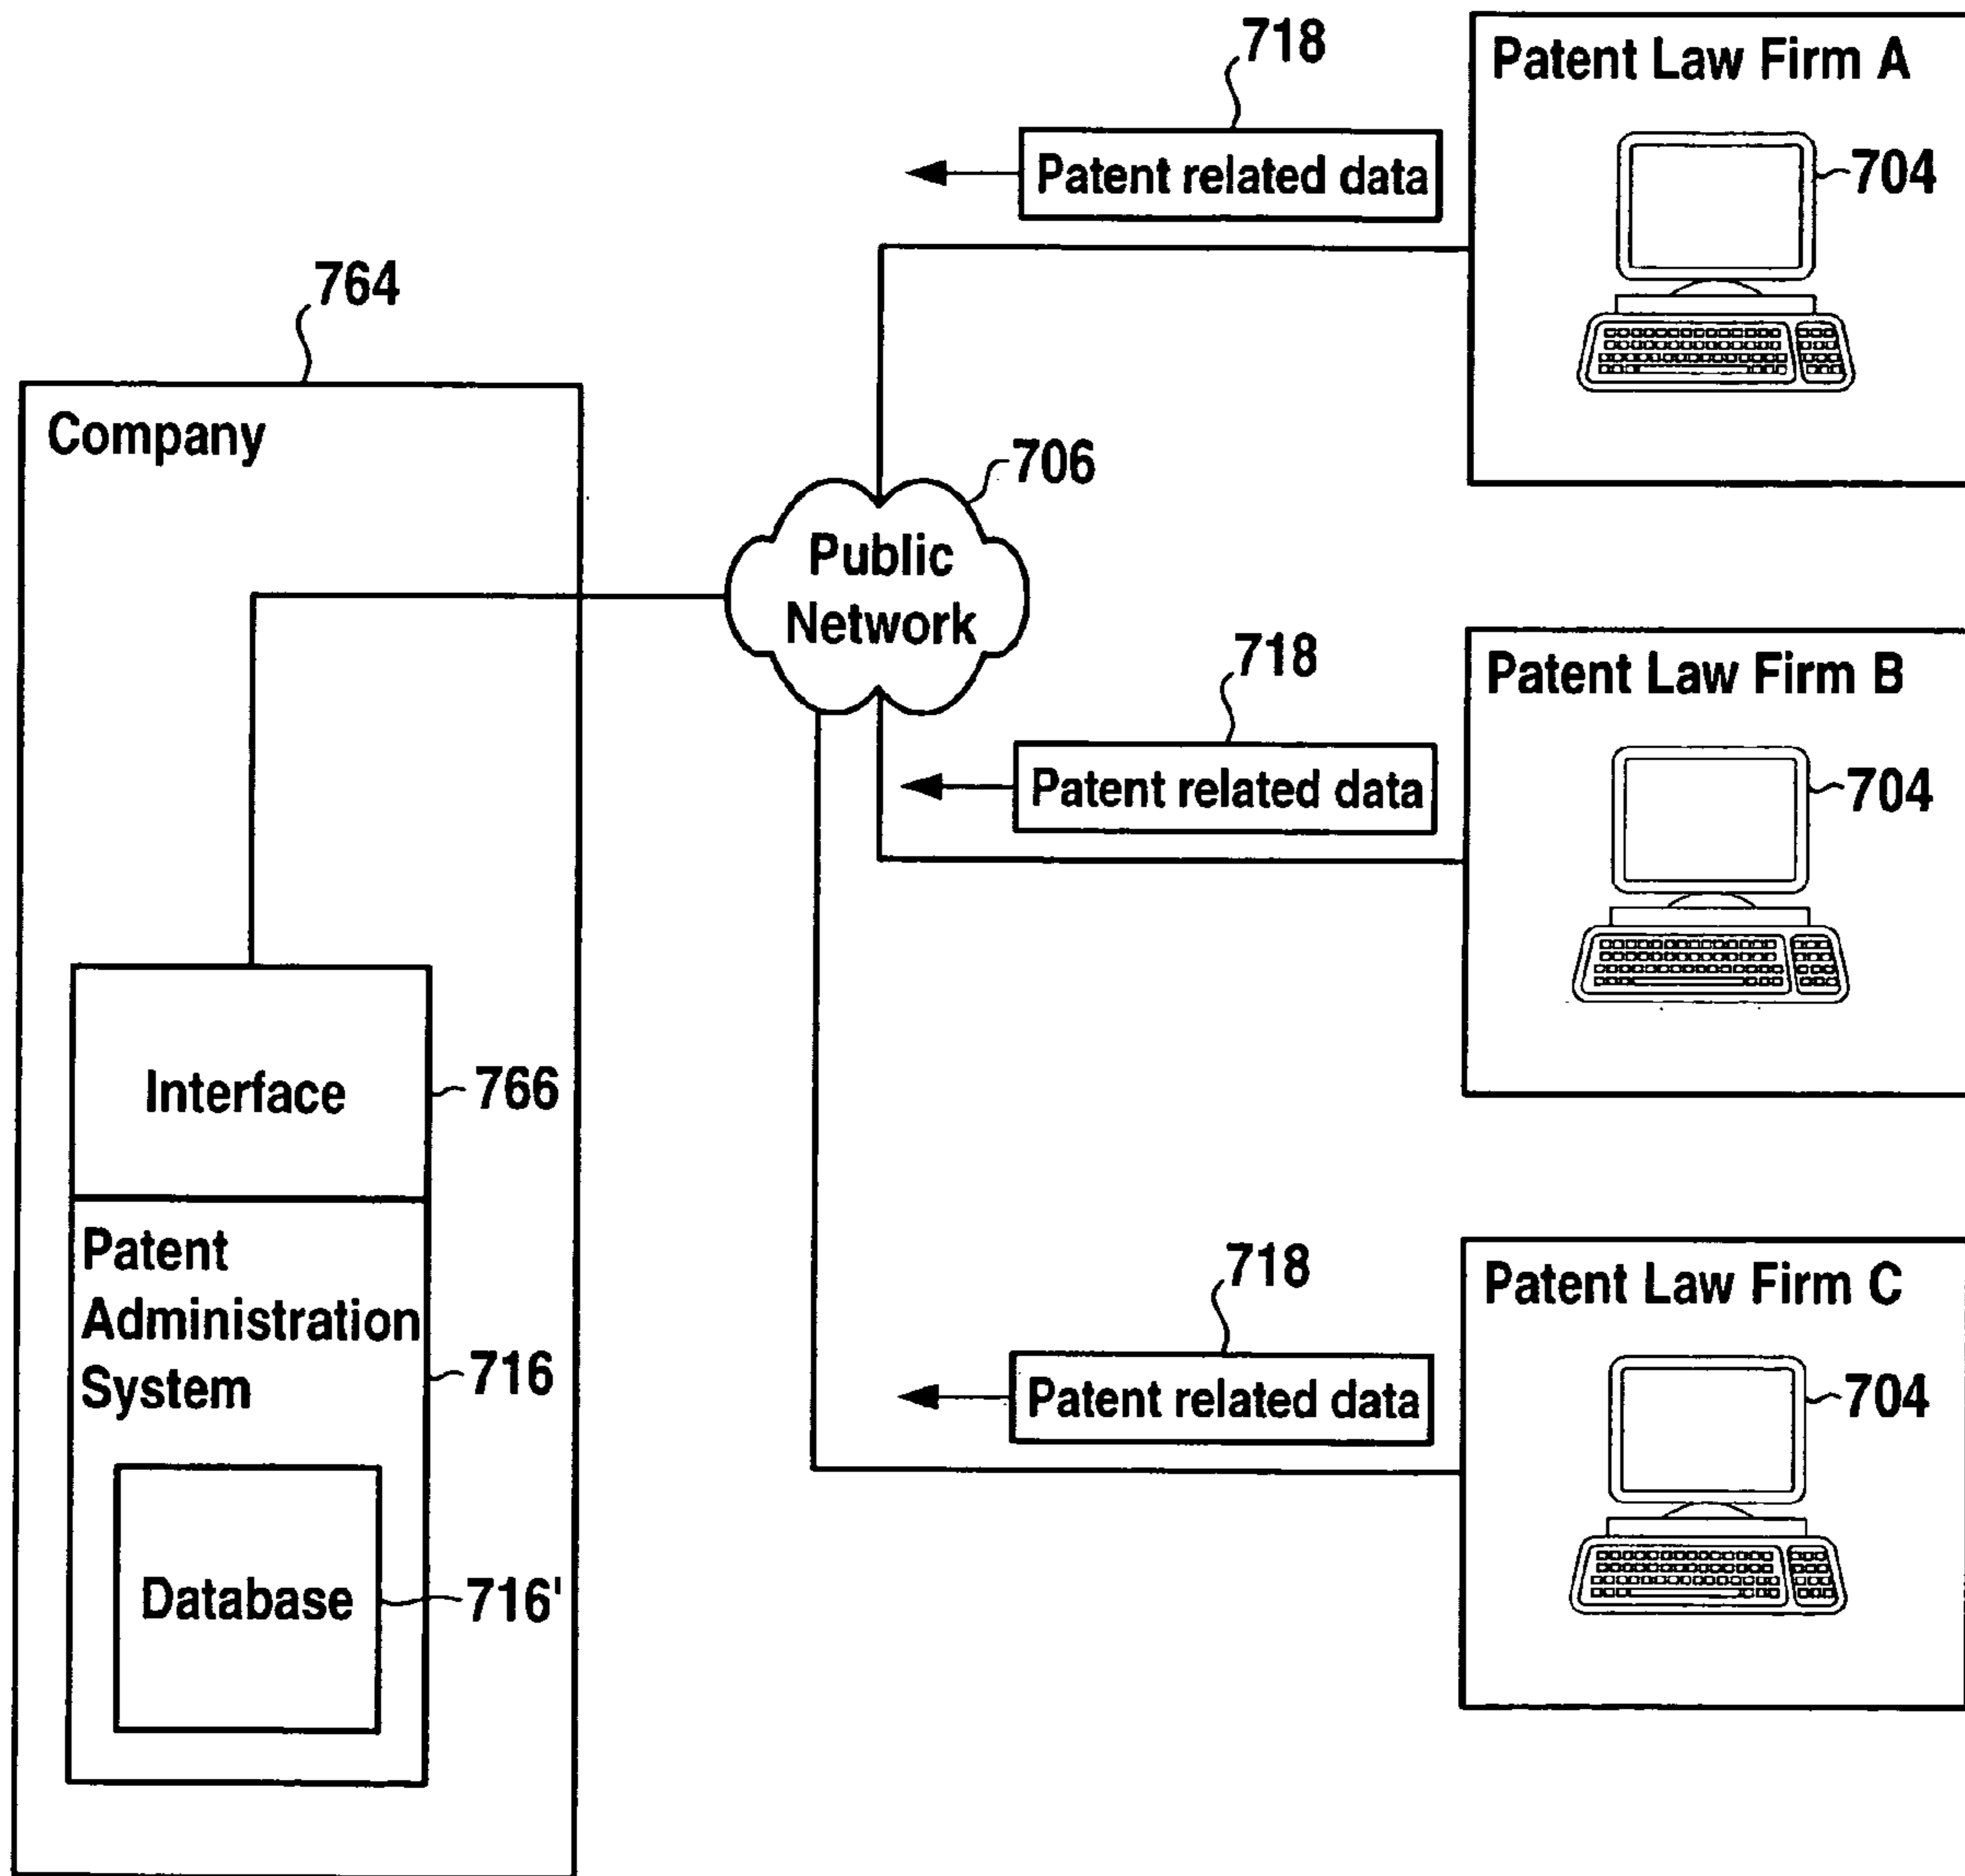 718
Patent Law Firm A
Patent related data
704
764
Company
706
Public
Network
718
Patent Law Firm B
Patent related data
704
Interface
766
Patent
Administration
System
716
Database
716'
718
Patent Law Firm C
Patent related data
704